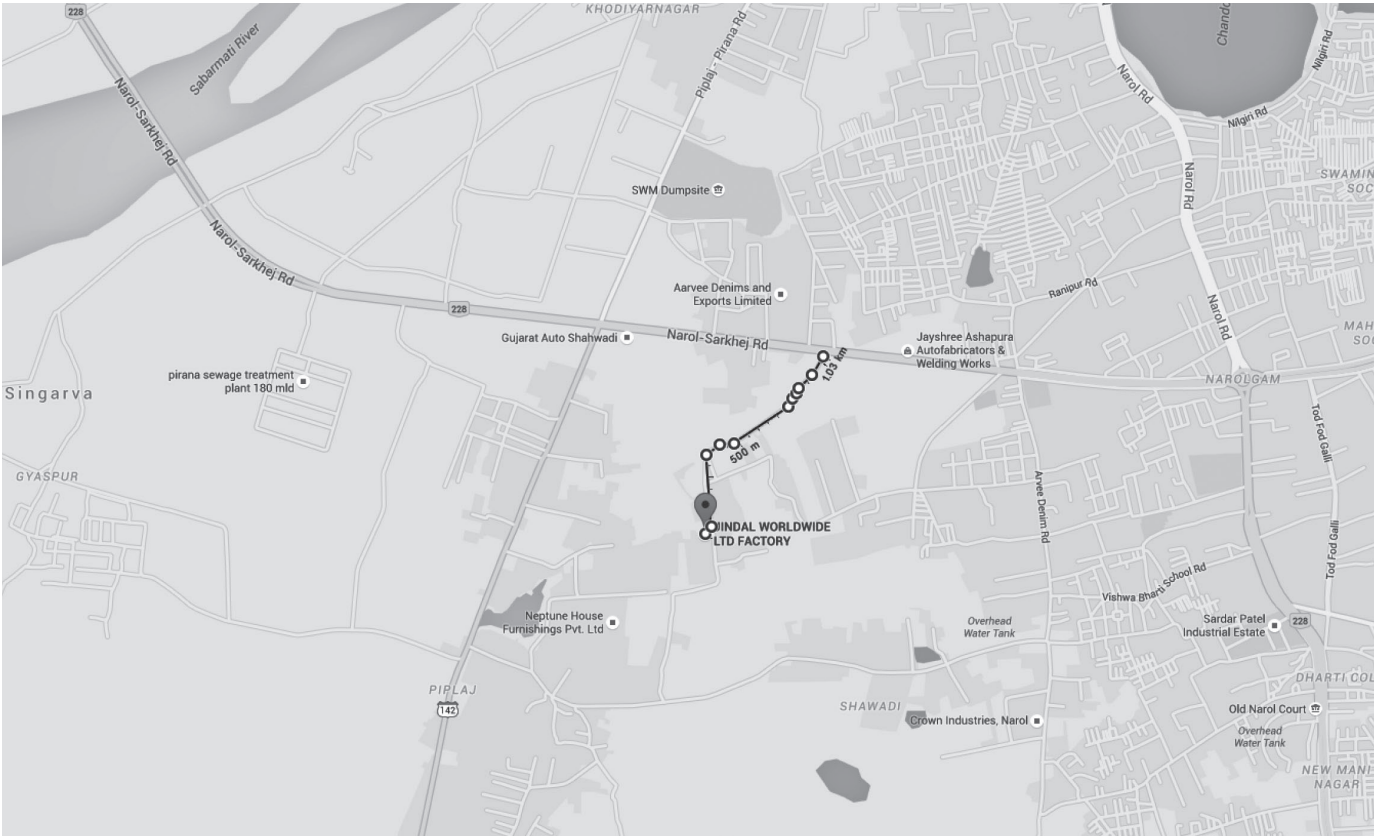 228
KHODIYARNAGAR
Sabarmati River
Piplaj - Pirana Rd
Narol Rd
Nilgiri Rd
Nilgiri Rd
Narol-Sarkhej Rd
Narol Rd
SWM Dumpsite
Narol-Sarkhej Rd
Aarvee Denims and
Exports Limited
Ranipur Rd
228
Narol Rd
Gujarat Auto Shahwadi
Narol-Sarkhej Rd
Jayshree Ashapura
Autofabricators &
Welding Works
1.03 km
pirana sewage treatment
plant 180 mld
NAROLGAM
Singarva
Tod Fod Galli
500 m
GYASPUR
Arvee Denim Rd
JINDAL WORLDWIDE
LTD FACTORY
Tod Fod Galli
Vishwa Bharti School Rd
Neptune House
Furnishings Pvt. Ltd
Overhead
Water Tank
Sardar Patel
Industrial Estate
228
DHARTI COL
PIPLAJ
142
SHAWADI
Crown Industries, Narol
Old Narol Court
Overhead
Water Tank
NEW MANI
NAGAR